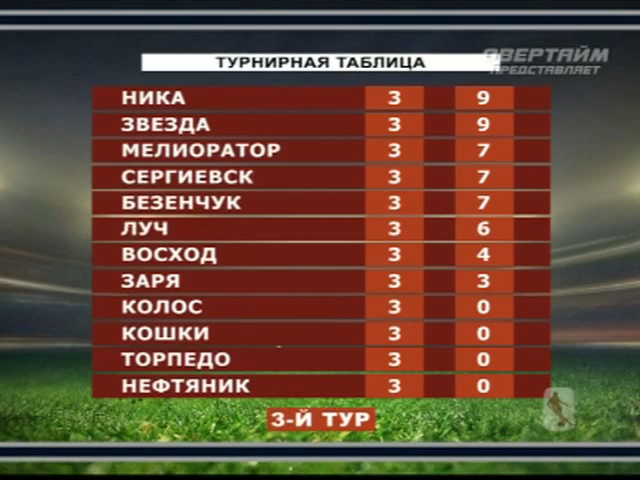 ОВЕРТАЙМ
ПРЕДСТАВЛЯЕТ
ТУРНИРНАЯ ТАБЛИЦА
НИКА 3 9
ЗВЕЗДА 3 9
МЕЛИОРАТОР 3 7
СЕРГИЕВСК 3 7
БЕЗЕНЧУК 3 7
ЛУЧ 3 6
ВОСХОД 3 4
ЗАРЯ 3 3
КОЛОС 3 0
КОШКИ 3 0
ТОРПЕДО 3 0
НЕФТЯНИК 3 0
3-Й ТУР